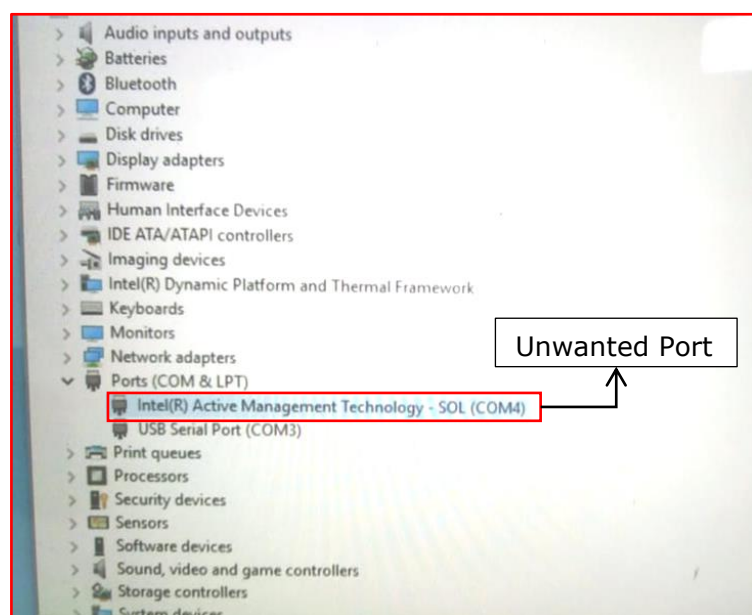 Audio inputs and outputs
Batteries
Bluetooth
Computer
Disk drives
Display adapters
Firmware
Human Interface Devices
IDE ATA/ATAPI controllers
Imaging devices
Intel(R) Dynamic Platform and Thermal Framework
Keyboards
Monitors
Network adapters
Unwanted Port
Ports (COM & LPT)
Intel(R) Active Management Technology - SOL (COM4)
USB Serial Port (COM3)
Print queues
Processors
Security devices
Sensors
Software devices
Sound, video and game controllers
Storage controllers
System devices